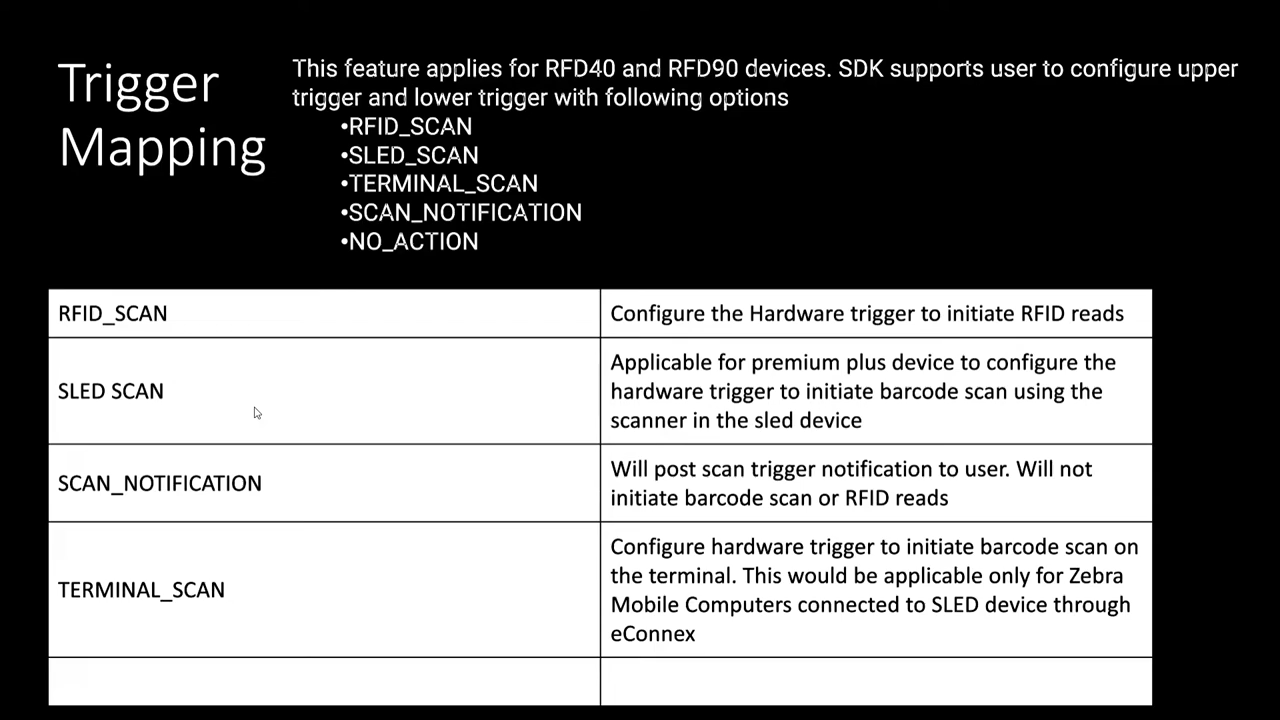 Trigger
Mapping
This feature applies for RFD40 and RFD90 devices. SDK supports user to configure upper
trigger and lower trigger with following options
•RFID_SCAN
•SLED_SCAN
•TERMINAL_SCAN
•SCAN_NOTIFICATION
•NO_ACTION
RFID_SCAN
Configure the Hardware trigger to initiate RFID reads
SLED SCAN
Applicable for premium plus device to configure the
hardware trigger to initiate barcode scan using the
scanner in the sled device
SCAN_NOTIFICATION
Will post scan trigger notification to user. Will not
initiate barcode scan or RFID reads
TERMINAL_SCAN
Configure hardware trigger to initiate barcode scan on
the terminal. This would be applicable only for Zebra
Mobile Computers connected to SLED device through
eConnex